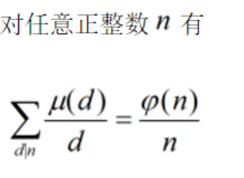 对任意正整数 n 有
∑_{d|n} μ(d)/d = φ(n)/n